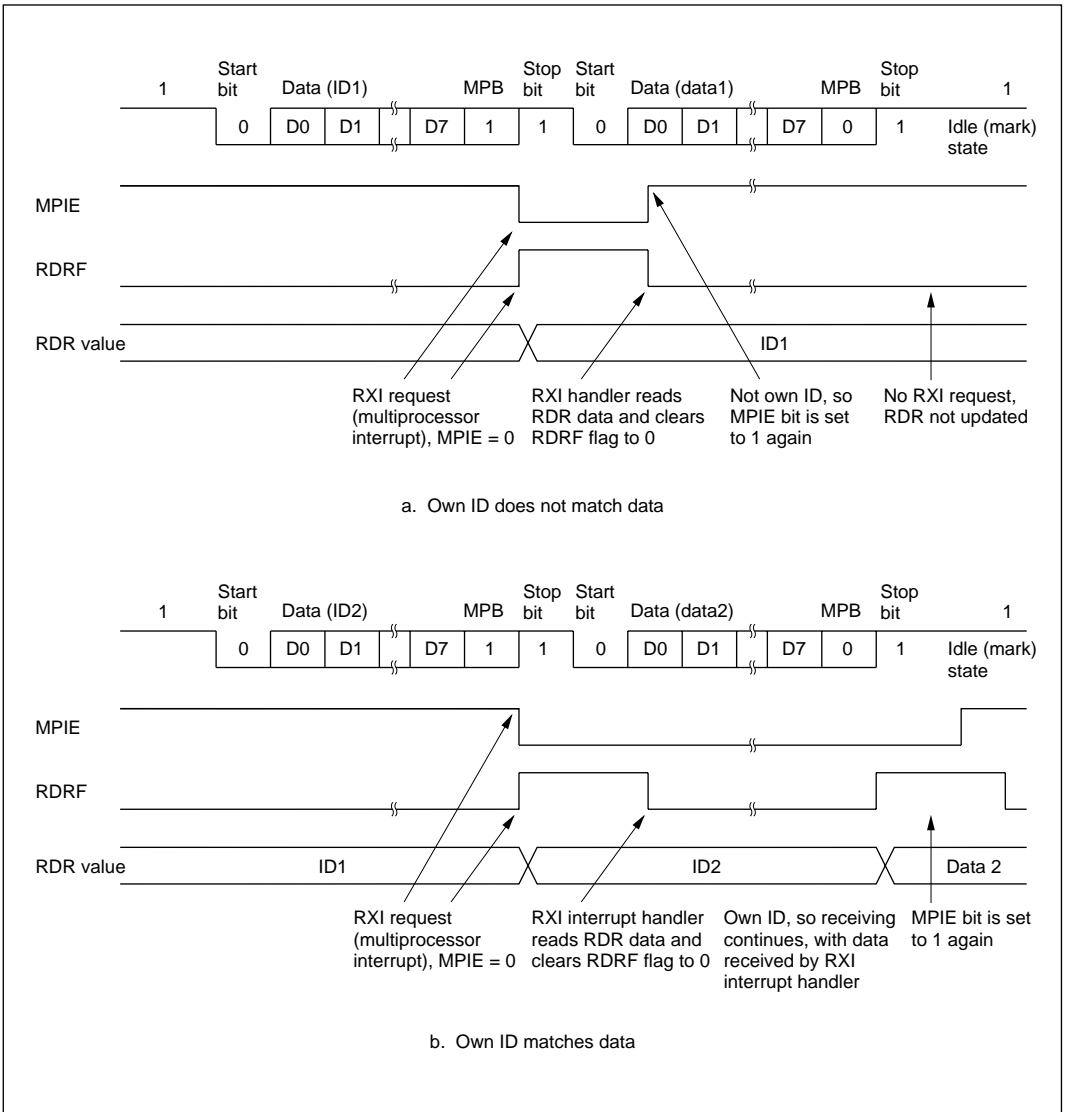 Start bit
Data (ID1)
MPB
Stop bit
Start bit
Data (data1)
MPB
Stop bit
1
1
0
D0
D1
D7
1
1
0
D0
D1
D7
0
1
Idle (mark) state
MPIE
RDRF
RDR value
ID1
RXI request
(multiprocessor
interrupt), MPIE = 0
RXI handler reads
RDR data and clears
RDRF flag to 0
Not own ID, so
MPIE bit is set
to 1 again
No RXI request,
RDR not updated
a. Own ID does not match data
Start bit
Data (ID2)
MPB
Stop bit
Start bit
Data (data2)
MPB
Stop bit
1
1
0
D0
D1
D7
1
1
0
D0
D1
D7
0
1
Idle (mark) state
MPIE
RDRF
RDR value
ID1
ID2
Data 2
RXI request
(multiprocessor
interrupt), MPIE = 0
RXI interrupt handler
reads RDR data and
clears RDRF flag to 0
Own ID, so receiving
continues, with data
received by RXI
interrupt handler
MPIE bit is set
to 1 again
b. Own ID matches data